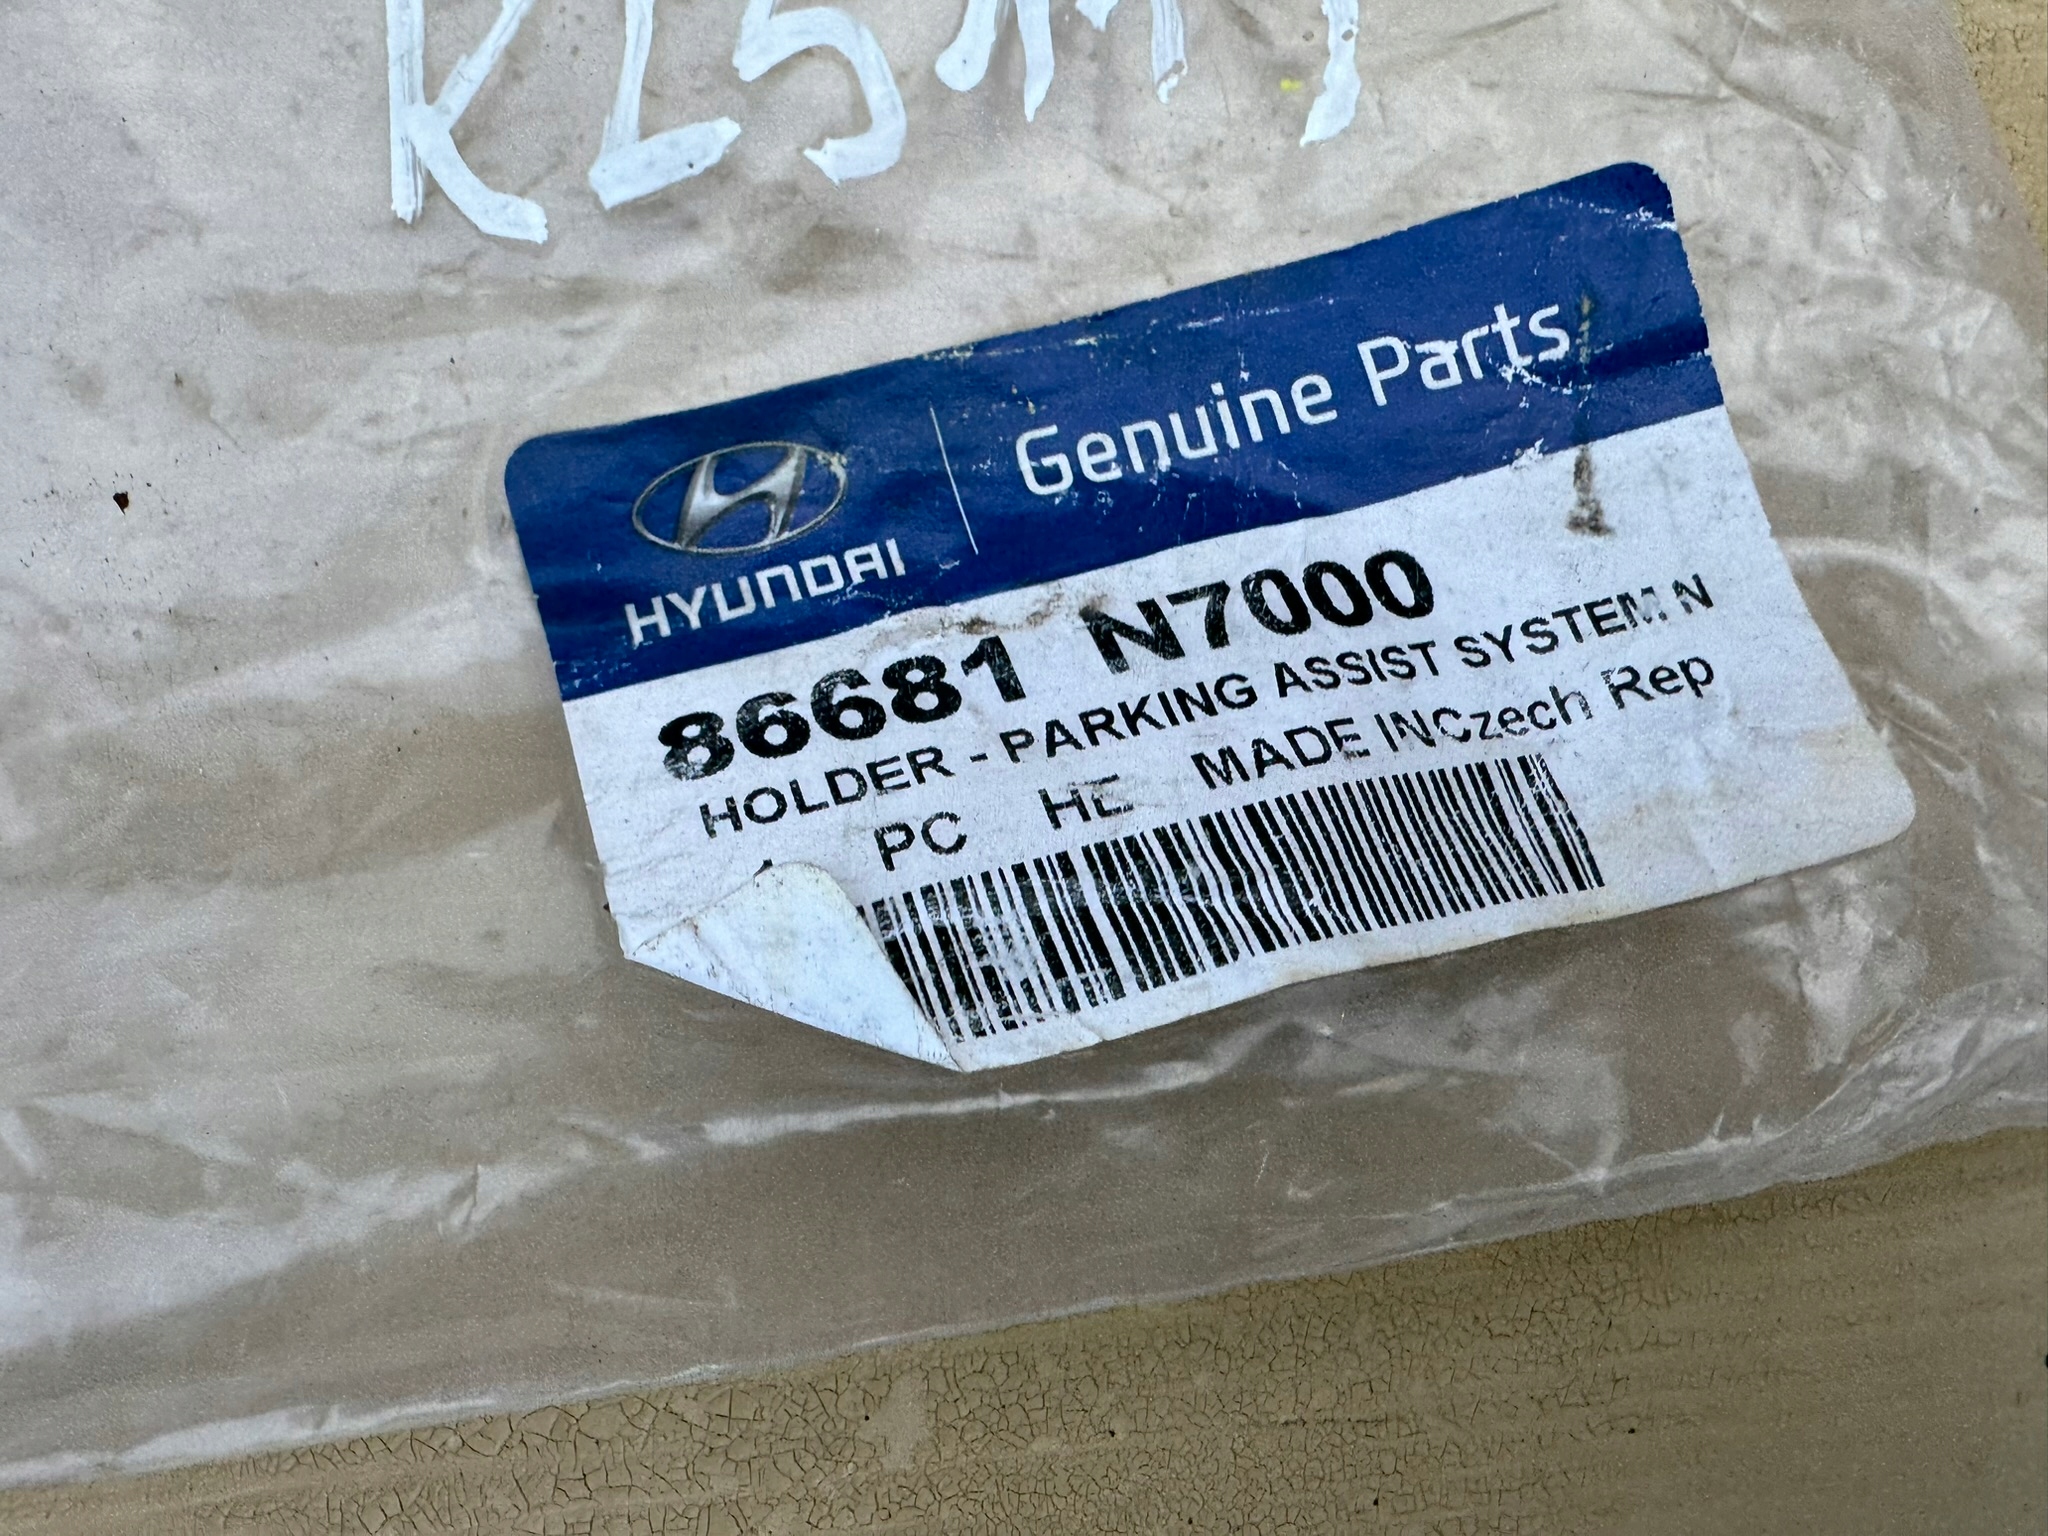 HYUNDAI
Genuine Parts
86681 N7000
HOLDER - PARKING ASSIST SYSTEM N
PC HE MADE INCzech Rep